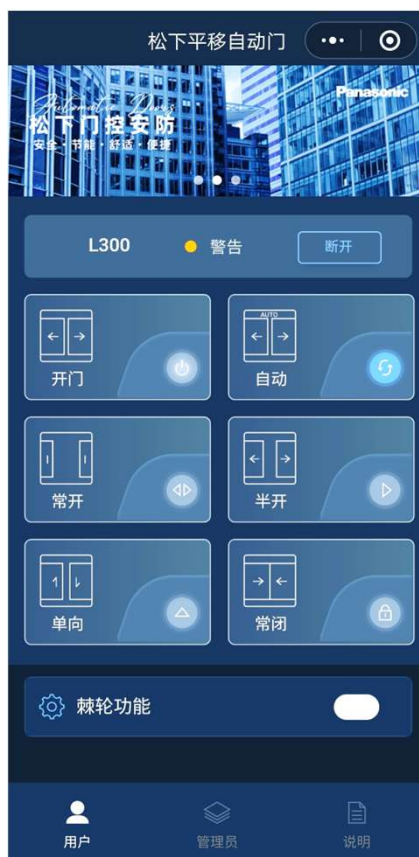 松下平移自动门
Automatic Doors
Panasonic
松下门控安防
安全·节能·舒适·便捷
L300
警告
断开
开门
AUTO
自动
常开
半开
单向
常闭
棘轮功能
用户
管理员
说明